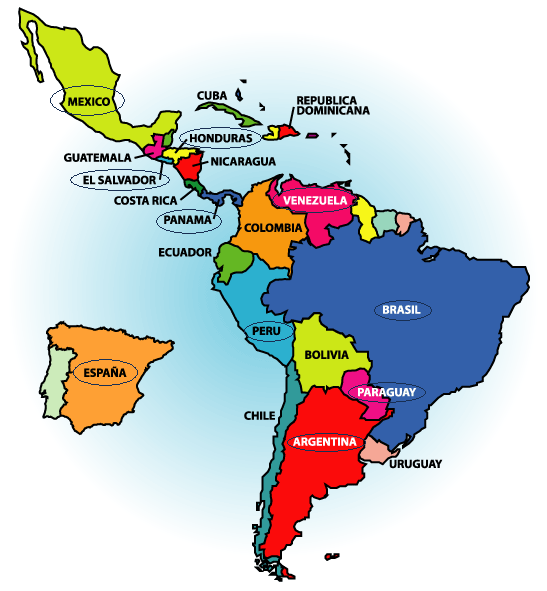 MEXICO
CUBA
REPUBLICA
DOMINICANA
HONDURAS
GUATEMALA
NICARAGUA
EL SALVADOR
COSTA RICA
PANAMA
VENEZUELA
COLOMBIA
ECUADOR
BRASIL
PERU
BOLIVIA
ESPAÑA
PARAGUAY
CHILE
ARGENTINA
URUGUAY